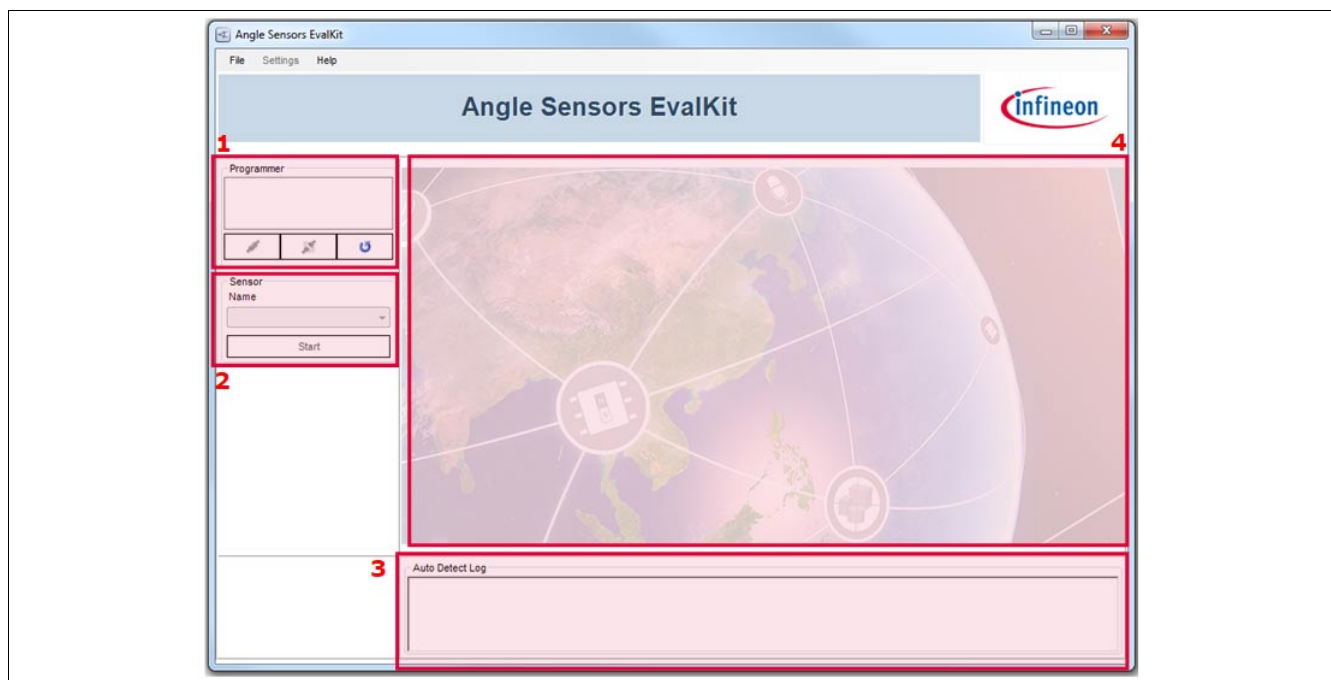 Angle Sensors EvalKit
File Settings Help
Angle Sensors EvalKit
infineon
1
4
Programmer
Sensor
Name
Start
2
3
Auto Detect Log